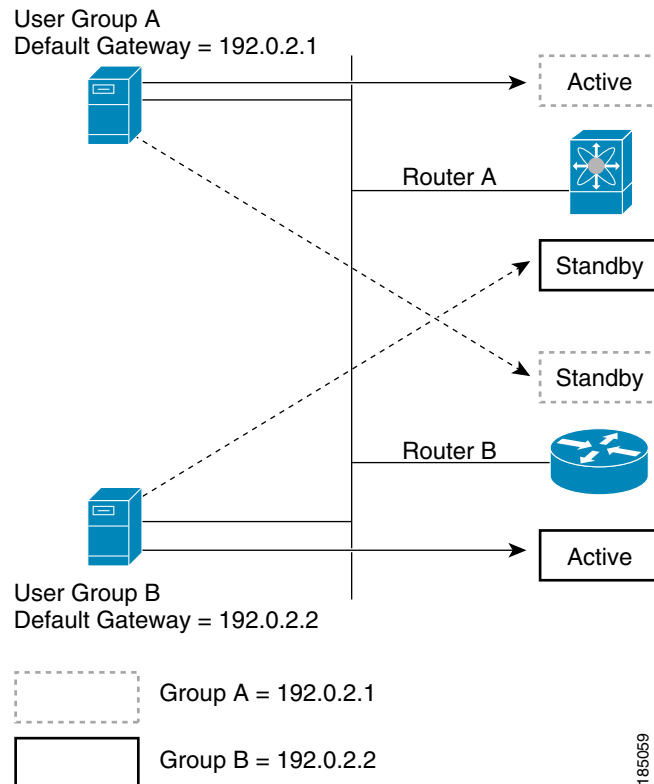 User Group A
Default Gateway = 192.0.2.1
Active
Router A
Standby
Standby
Router B
Active
User Group B
Default Gateway = 192.0.2.2
Group A = 192.0.2.1
Group B = 192.0.2.2
185059